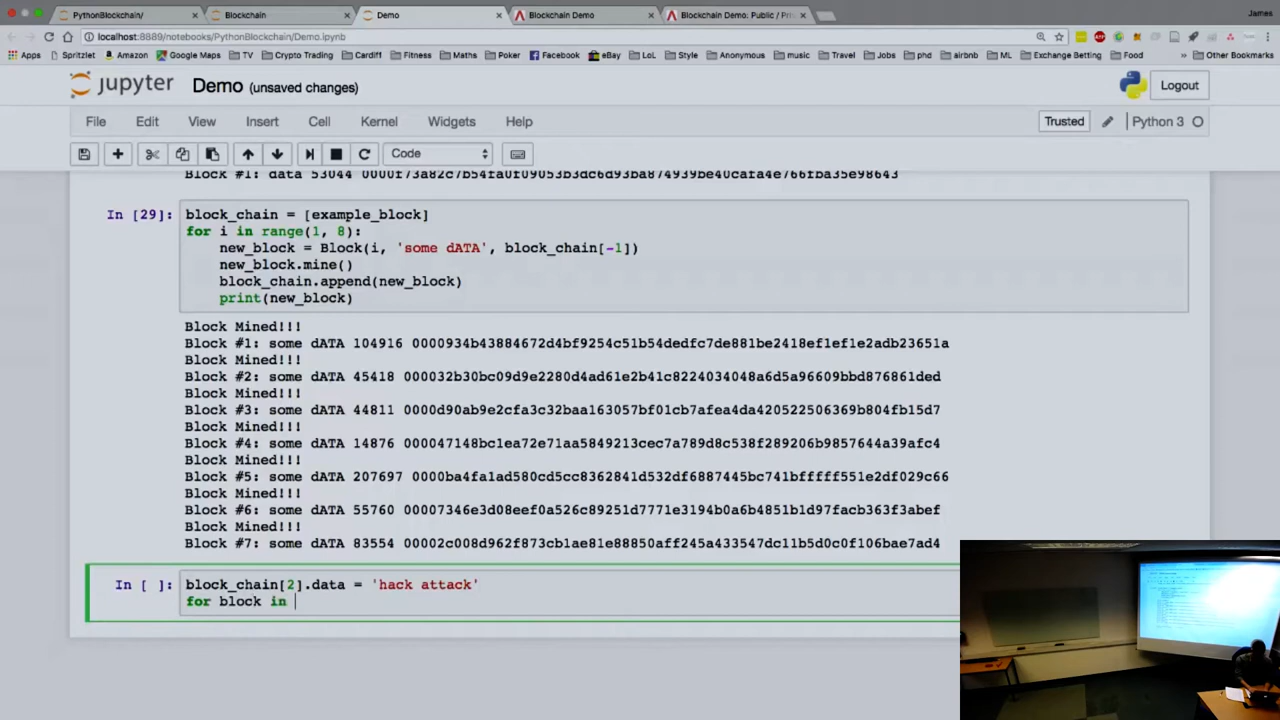 PythonBlockchain/
Blockchain
Demo
Blockchain Demo
Blockchain Demo: Public / Pri
James
localhost:8889/notebooks/PythonBlockchain/Demo.ipynb
Apps Spritzlet Amazon Google Maps TV Crypto Trading Cardiff Fitness Maths Poker Facebook eBay LoL Style Anonymous music Travel Jobs phd airbnb ML Exchange Betting Food » Other Bookmarks
jupyter Demo (unsaved changes) Logout
File Edit View Insert Cell Kernel Widgets Help Trusted Python 3
Code
Block #1: data 53044 0000f73a82c7b54fa0f09053b3dc6d93ba874939be40cafa4e766fba35e98643
In [29]: block_chain = [example_block]
for i in range(1, 8):
new_block = Block(i, 'some dATA', block_chain[-1])
new_block.mine()
block_chain.append(new_block)
print(new_block)
Block Mined!!!
Block #1: some dATA 104916 0000934b43884672d4bf9254c51b54dedfc7de881be2418ef1ef1e2adb23651a
Block Mined!!!
Block #2: some dATA 45418 000032b30bc09d9e2280d4ad61e2b41c8224034048a6d5a96609bbd876861ded
Block Mined!!!
Block #3: some dATA 44811 0000d90ab9e2cfa3c32baa163057bf01cb7afea4da420522506369b804fb15d7
Block Mined!!!
Block #4: some dATA 14876 000047148bc1ea72e71aa5849213cec7a789d8c538f289206b9857644a39afc4
Block Mined!!!
Block #5: some dATA 207697 0000ba4fa1ad580cd5cc8362841d532df6887445bc741bfffff551e2df029c66
Block Mined!!!
Block #6: some dATA 55760 00007346e3d08eef0a526c89251d7771e3194b0a6b4851b1d97facb363f3abef
Block Mined!!!
Block #7: some dATA 83554 00002c008d962f873cb1ae81e88850aff245a433547dc11b5d0c0f106bae7ad4
In [ ]: block_chain[2].data = 'hack attack'
for block in